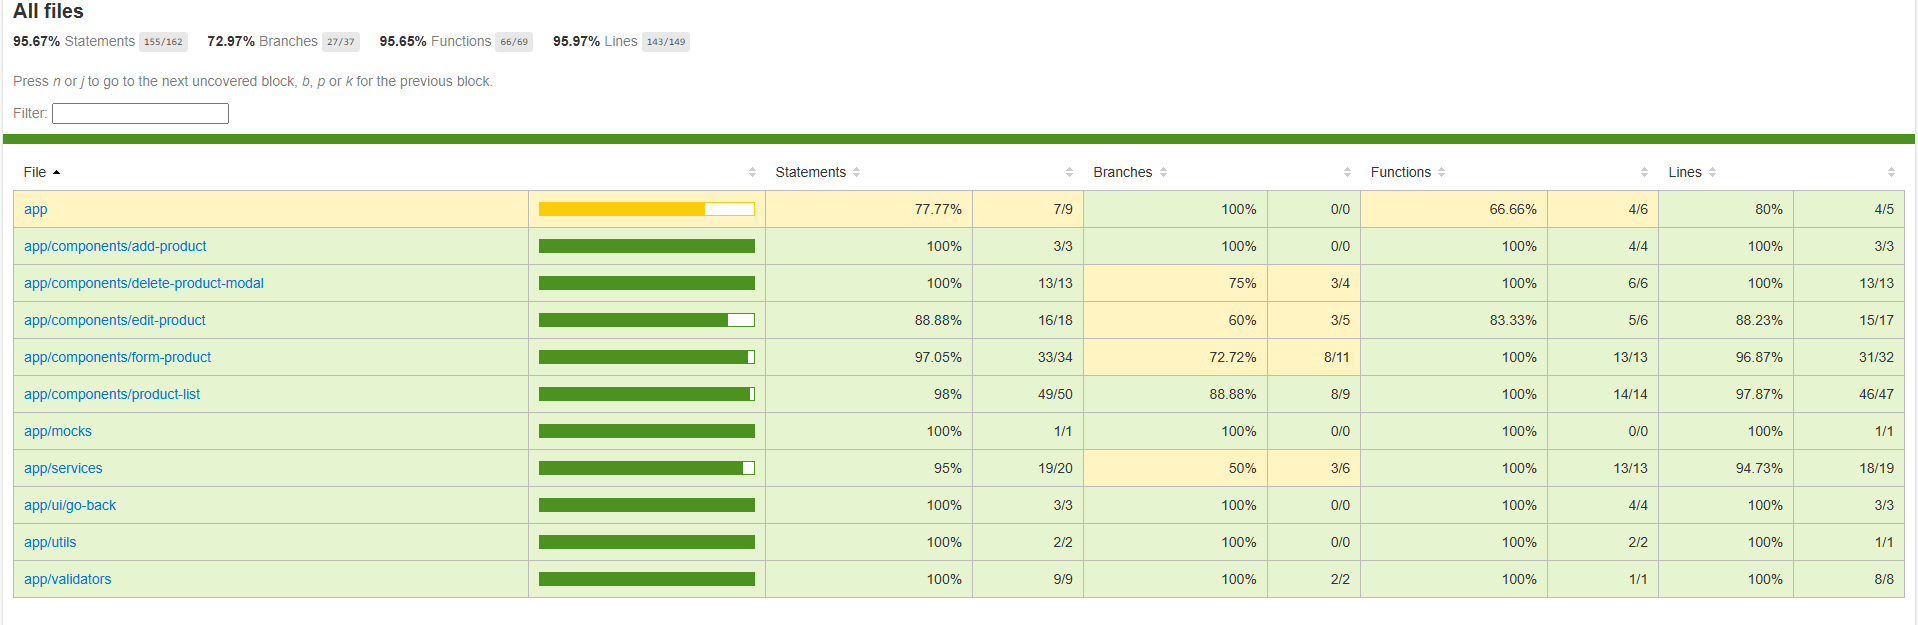 All files
95.67% Statements 155/162 72.97% Branches 27/37 95.65% Functions 66/69 95.97% Lines 143/149
Press n or j to go to the next uncovered block, b, p or k for the previous block.
Filter:
File Statements Branches Functions Lines
app 77.77% 7/9 100% 0/0 66.66% 4/6 80% 4/5
app/components/add-product 100% 3/3 100% 0/0 100% 4/4 100% 3/3
app/components/delete-product-modal 100% 13/13 75% 3/4 100% 6/6 100% 13/13
app/components/edit-product 88.88% 16/18 60% 3/5 83.33% 5/6 88.23% 15/17
app/components/form-product 97.05% 33/34 72.72% 8/11 100% 13/13 96.87% 31/32
app/components/product-list 98% 49/50 88.88% 8/9 100% 14/14 97.87% 46/47
app/mocks 100% 1/1 100% 0/0 100% 0/0 100% 1/1
app/services 95% 19/20 50% 3/6 100% 13/13 94.73% 18/19
app/ui/go-back 100% 3/3 100% 0/0 100% 4/4 100% 3/3
app/utils 100% 2/2 100% 0/0 100% 2/2 100% 1/1
app/validators 100% 9/9 100% 2/2 100% 1/1 100% 8/8